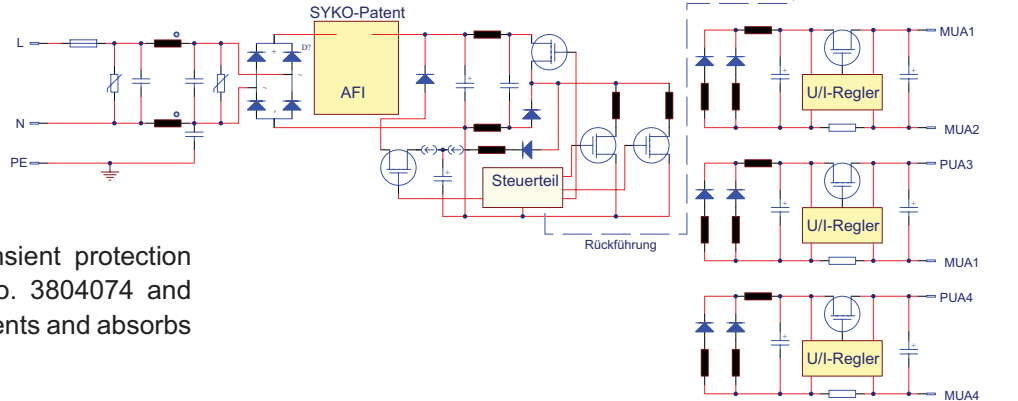 SYKO-Patent
L
D?
+
~
~
-
AFI
+
N
PE
+
Steuerteil
Rückführung
MUA1
+
+
U/I-Regler
MUA2
PUA3
+
+
U/I-Regler
MUA1
PUA4
+
+
U/I-Regler
MUA4
nsient protection
o. 3804074 and
ents and absorbs